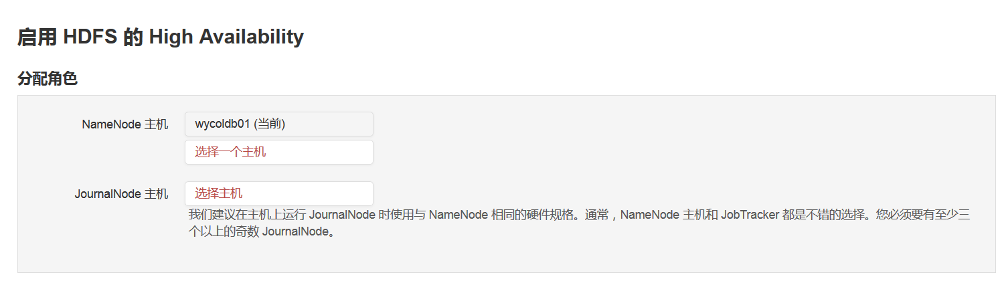 启用 HDFS 的 High Availability
分配角色
NameNode 主机
wycoldb01 (当前)
选择一个主机
JournalNode 主机
选择主机
我们建议在主机上运行 JournalNode 时使用与 NameNode 相同的硬件规格。通常，NameNode 主机和 JobTracker 都是不错的选择。您必须要有至少三
个以上的奇数 JournalNode。